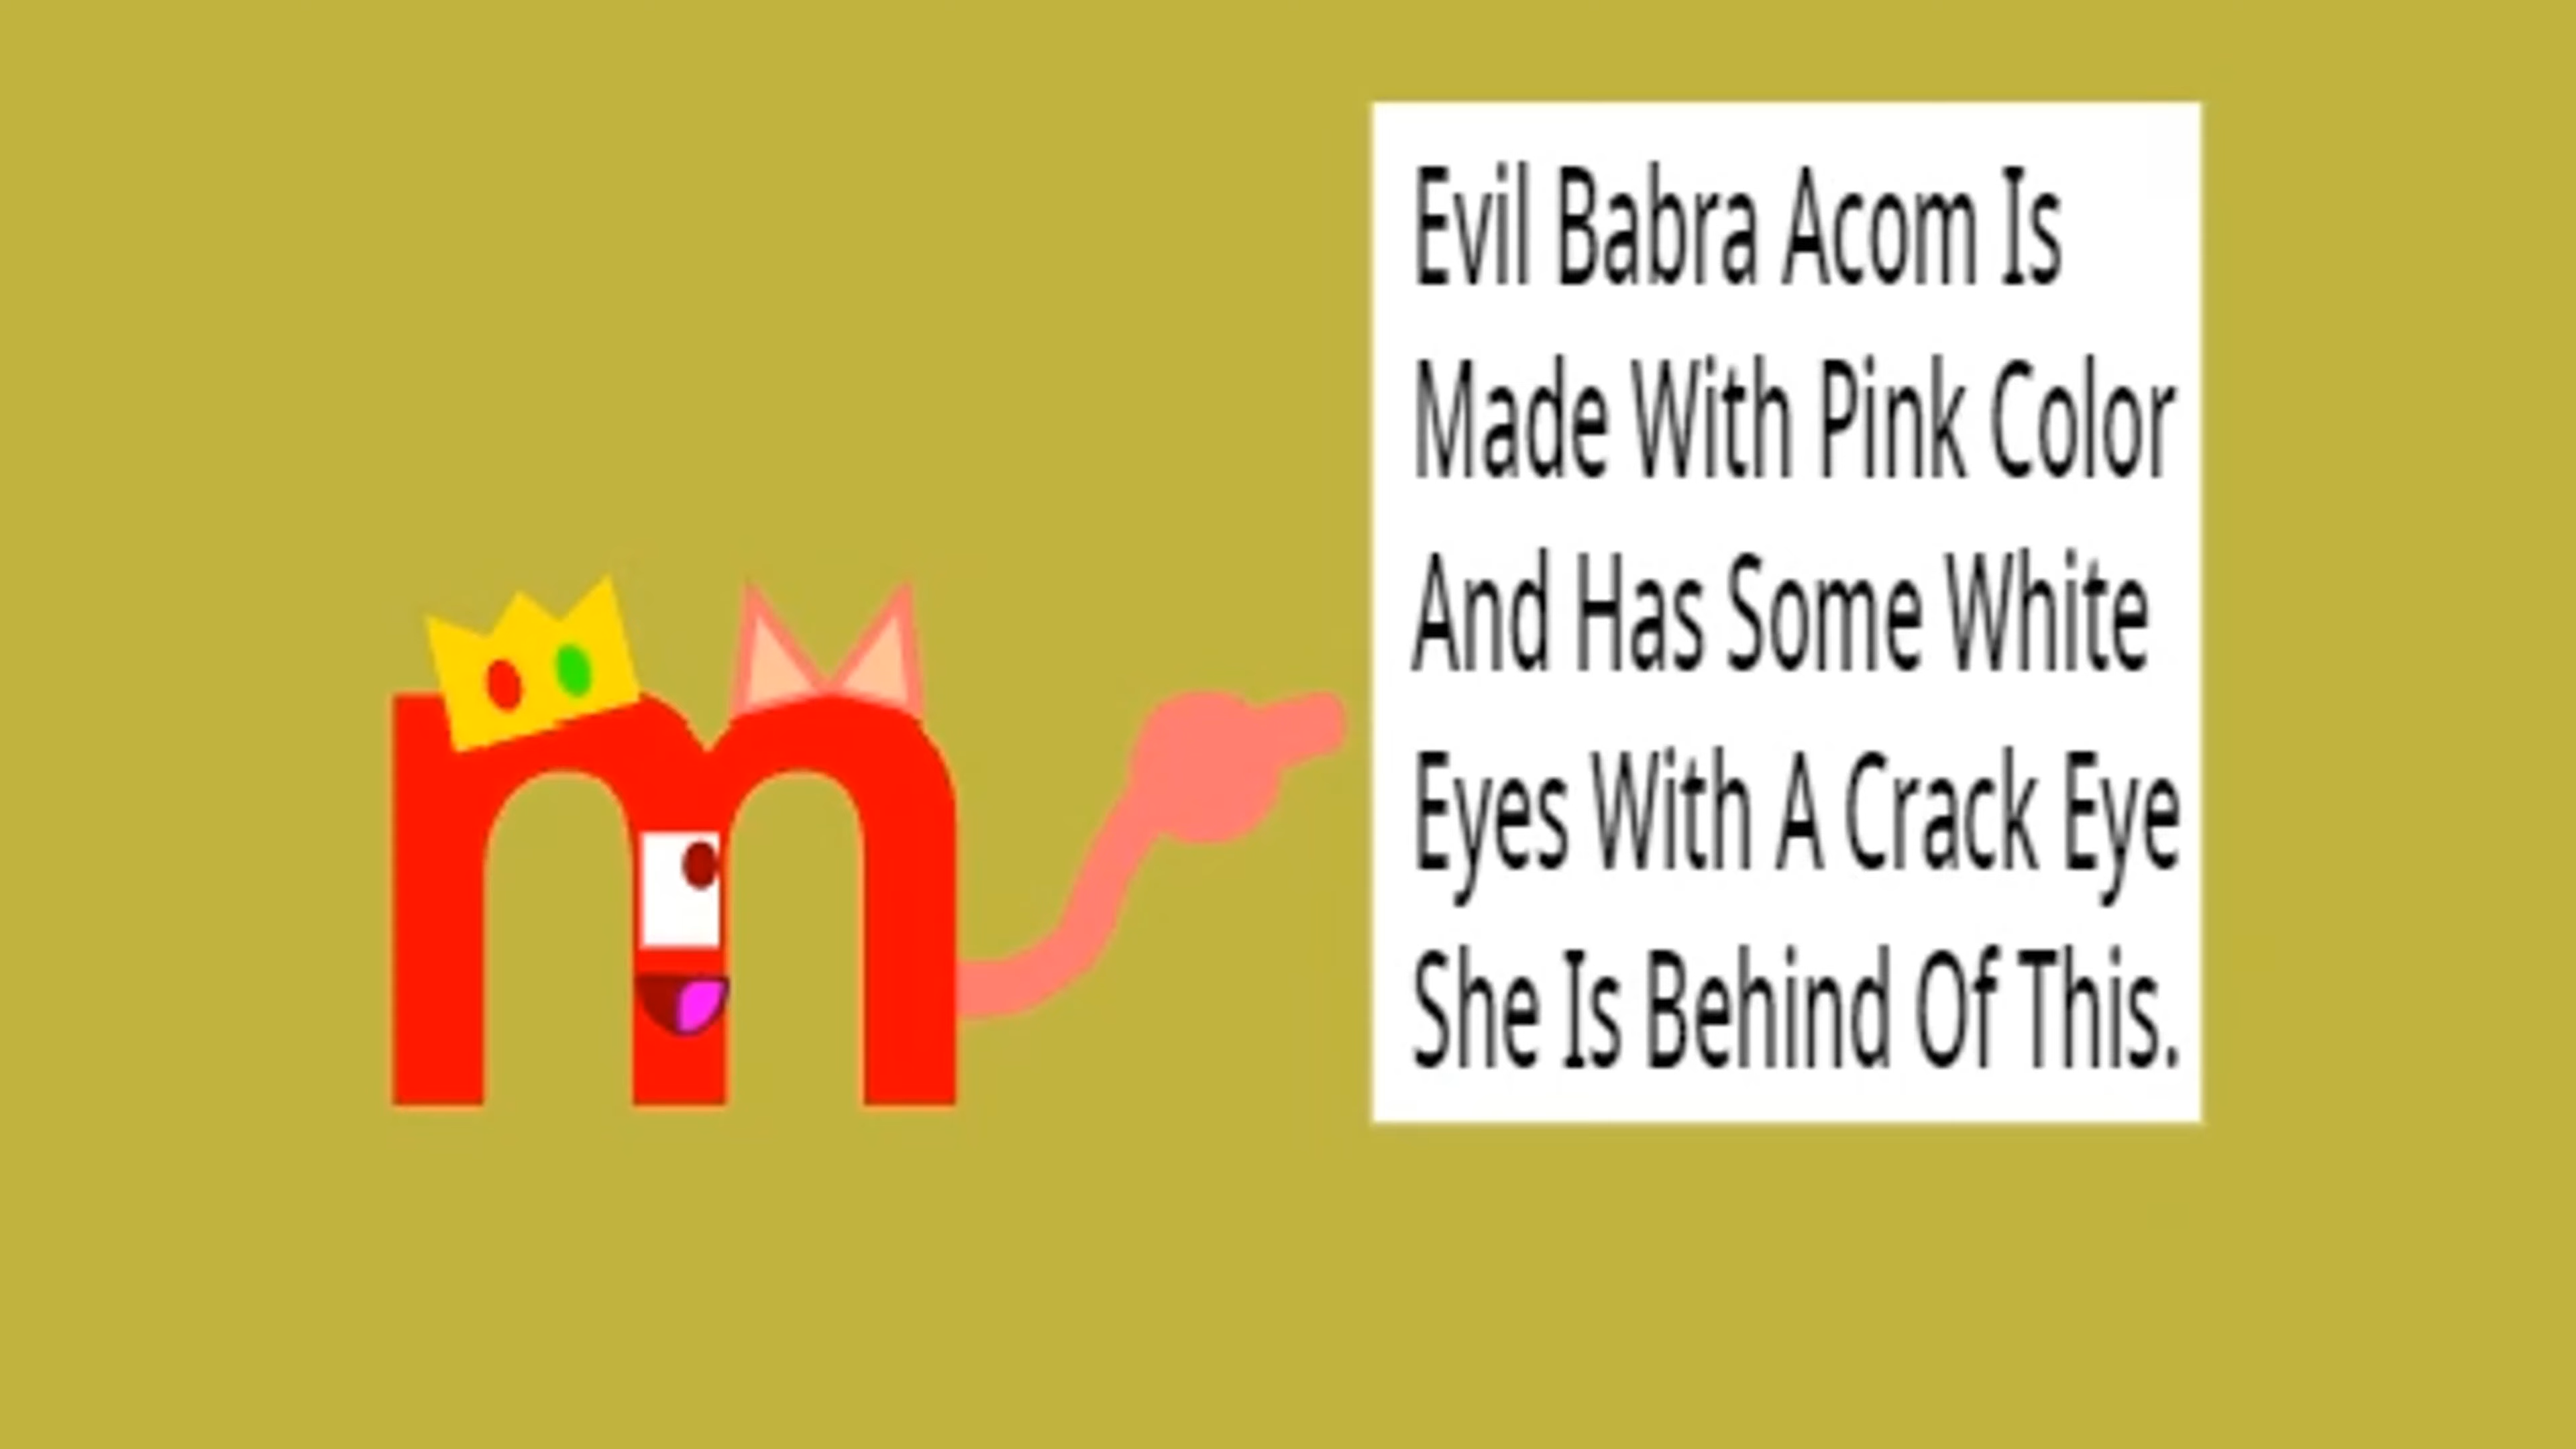 m
Evil Babra Acom Is
Made With Pink Color
And Has Some White
Eyes With A Crack Eye
She Is Behind Of This.